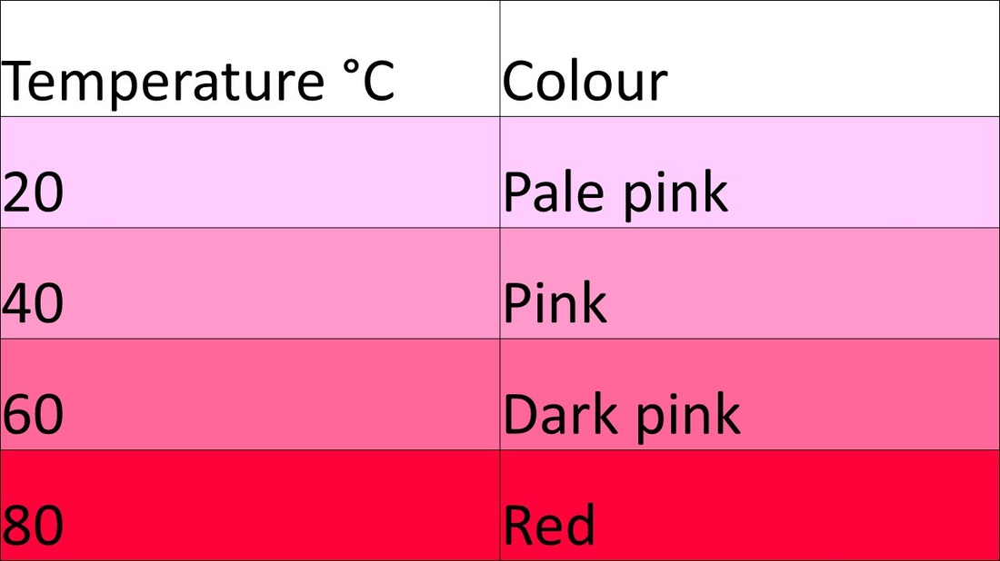 Temperature °C Colour
20 Pale pink
40 Pink
60 Dark pink
80 Red